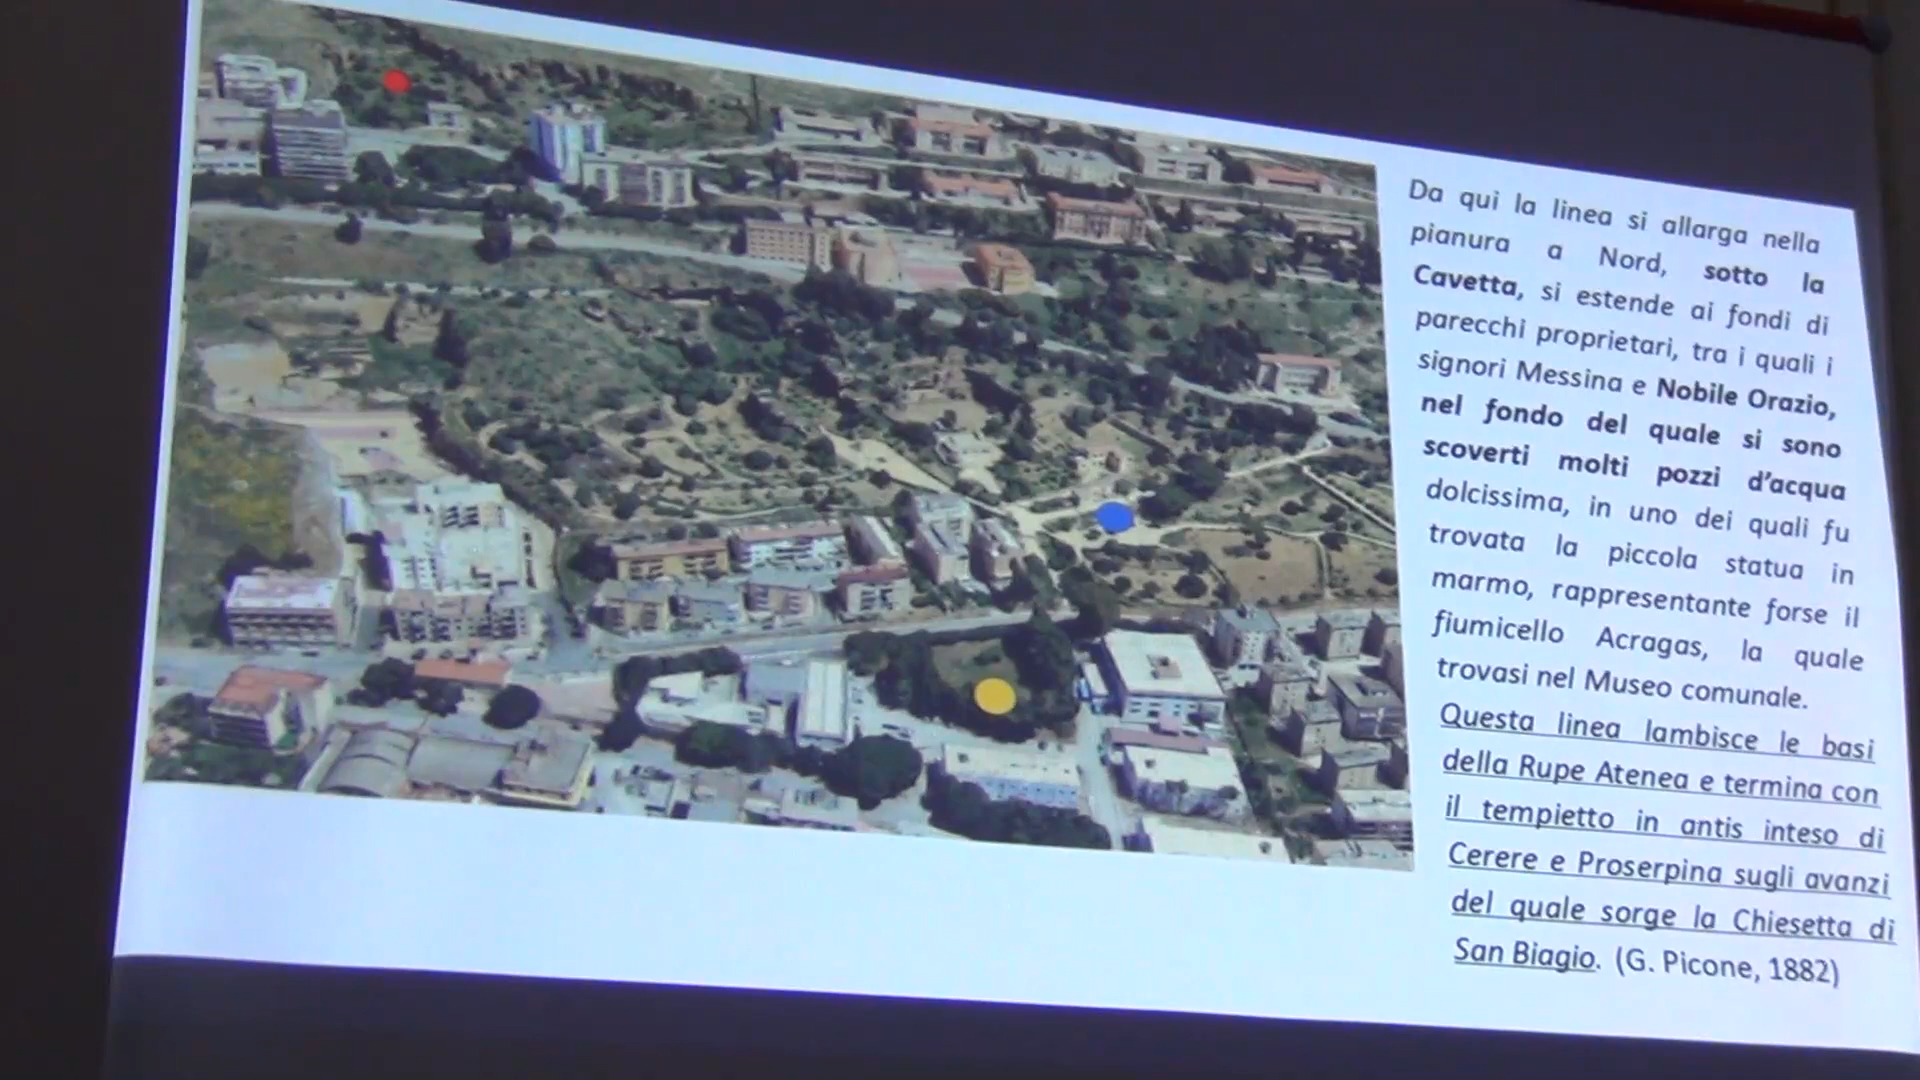 Da qui la linea si allarga nella
pianura a Nord, sotto la
Cavetta, si estende ai fondi di
parecchi proprietari, tra i quali i
signori Messina e Nobile Orazio,
nel fondo del quale si sono
scoverti molti pozzi d'acqua
dolcissima, in uno dei quali fu
trovata la piccola statua in
marmo, rappresentante forse il
fiumicello Acragas, la quale
trovasi nel Museo comunale.
Questa linea lambisce le basi
della Rupe Atenea e termina con
il tempietto in antis inteso di
Cerere e Proserpina sugli avanzi
del quale sorge la Chiesetta di
San Biagio. (G. Picone, 1882)